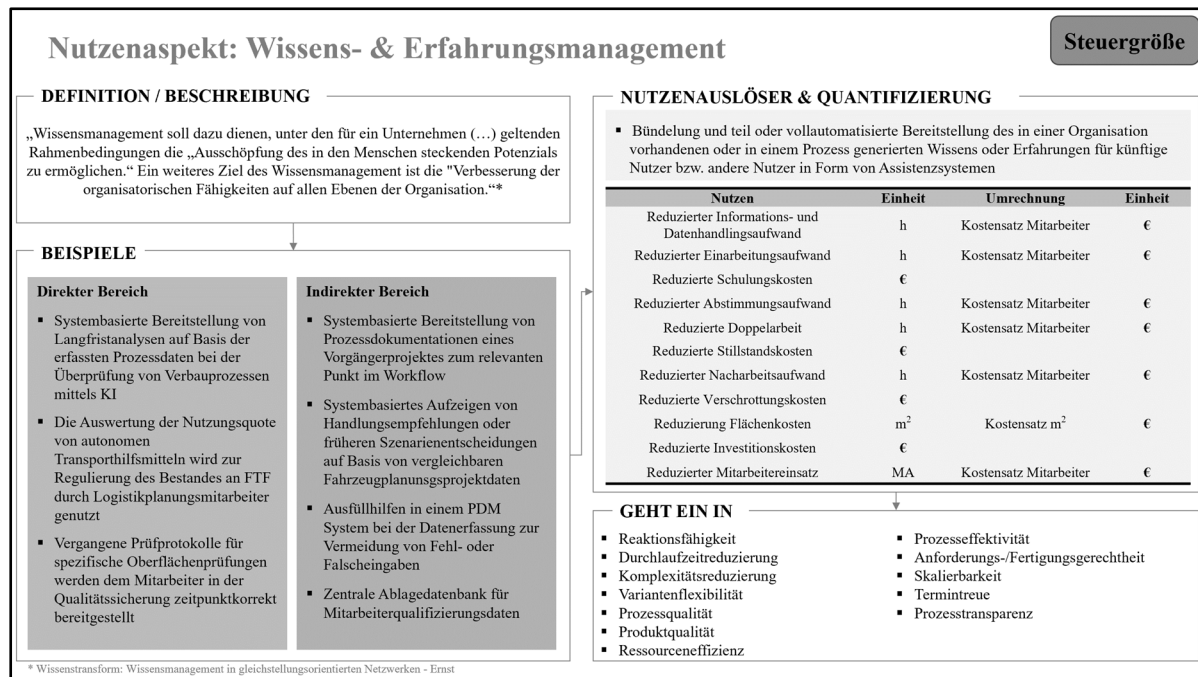 Nutzenaspekt: Wissens- & Erfahrungsmanagement
Steuergröße
DEFINITION / BESCHREIBUNG
„Wissensmanagement soll dazu dienen, unter den für ein Unternehmen (…) geltenden
Rahmenbedingungen die „Ausschöpfung des in den Menschen steckenden Potenzials
zu ermöglichen.“ Ein weiteres Ziel des Wissensmanagement ist die "Verbesserung der
organisatorischen Fähigkeiten auf allen Ebenen der Organisation.“*
BEISPIELE
Direkter Bereich
▪ Systembasierte Bereitstellung von
Langfristanalysen auf Basis der
erfassten Prozessdaten bei der
Überprüfung von Verbauprozessen
mittels KI
▪ Die Auswertung der Nutzungsquote
von autonomen
Transporthilfsmitteln wird zur
Regulierung des Bestandes an FTF
durch Logistikplanungsmitarbeiter
genutzt
▪ Vergangene Prüfprotokolle für
spezifische Oberflächenprüfungen
werden dem Mitarbeiter in der
Qualitätssicherung zeitpunktkorrekt
bereitgestellt
Indirekter Bereich
▪ Systembasierte Bereitstellung von
Prozessdokumentationen eines
Vorgängerprojektes zum relevanten
Punkt im Workflow
▪ Systembasiertes Aufzeigen von
Handlungsempfehlungen oder
früheren Szenarienentscheidungen
auf Basis von vergleichbaren
Fahrzeugplanunsgsprojektdaten
▪ Ausfüllhilfen in einem PDM
System bei der Datenerfassung zur
Vermeidung von Fehl- oder
Falscheingaben
▪ Zentrale Ablagedatenbank für
Mitarbeiterqualifizierungsdaten
NUTZENAUSLÖSER & QUANTIFIZIERUNG
▪ Bündelung und teil oder vollautomatisierte Bereitstellung des in einer Organisation
vorhandenen oder in einem Prozess generierten Wissens oder Erfahrungen für künftige
Nutzer bzw. andere Nutzer in Form von Assistenzsystemen
Nutzen Einheit Umrechnung Einheit
Reduzierter Informations- und
Datenhandlingsaufwand h Kostensatz Mitarbeiter €
Reduzierter Einarbeitungsaufwand h Kostensatz Mitarbeiter €
Reduzierte Schulungskosten €
Reduzierter Abstimmungsaufwand h Kostensatz Mitarbeiter €
Reduzierte Doppelarbeit h Kostensatz Mitarbeiter €
Reduzierte Stillstandskosten €
Reduzierter Nacharbeitsaufwand h Kostensatz Mitarbeiter €
Reduzierte Verschrottungskosten €
Reduzierung Flächenkosten m² Kostensatz m² €
Reduzierte Investitionskosten €
Reduzierter Mitarbeitereinsatz MA Kostensatz Mitarbeiter €
GEHT EIN IN
▪ Reaktionsfähigkeit
▪ Durchlaufzeitreduzierung
▪ Komplexitätsreduzierung
▪ Variantenflexibilität
▪ Prozessqualität
▪ Produktqualität
▪ Ressourceneffizienz
▪ Prozesseffektivität
▪ Anforderungs-/Fertigungsgerechtheit
▪ Skalierbarkeit
▪ Termintreue
▪ Prozesstransparenz
* Wissenstransform: Wissensmanagement in gleichstellungsorientierten Netzwerken - Ernst